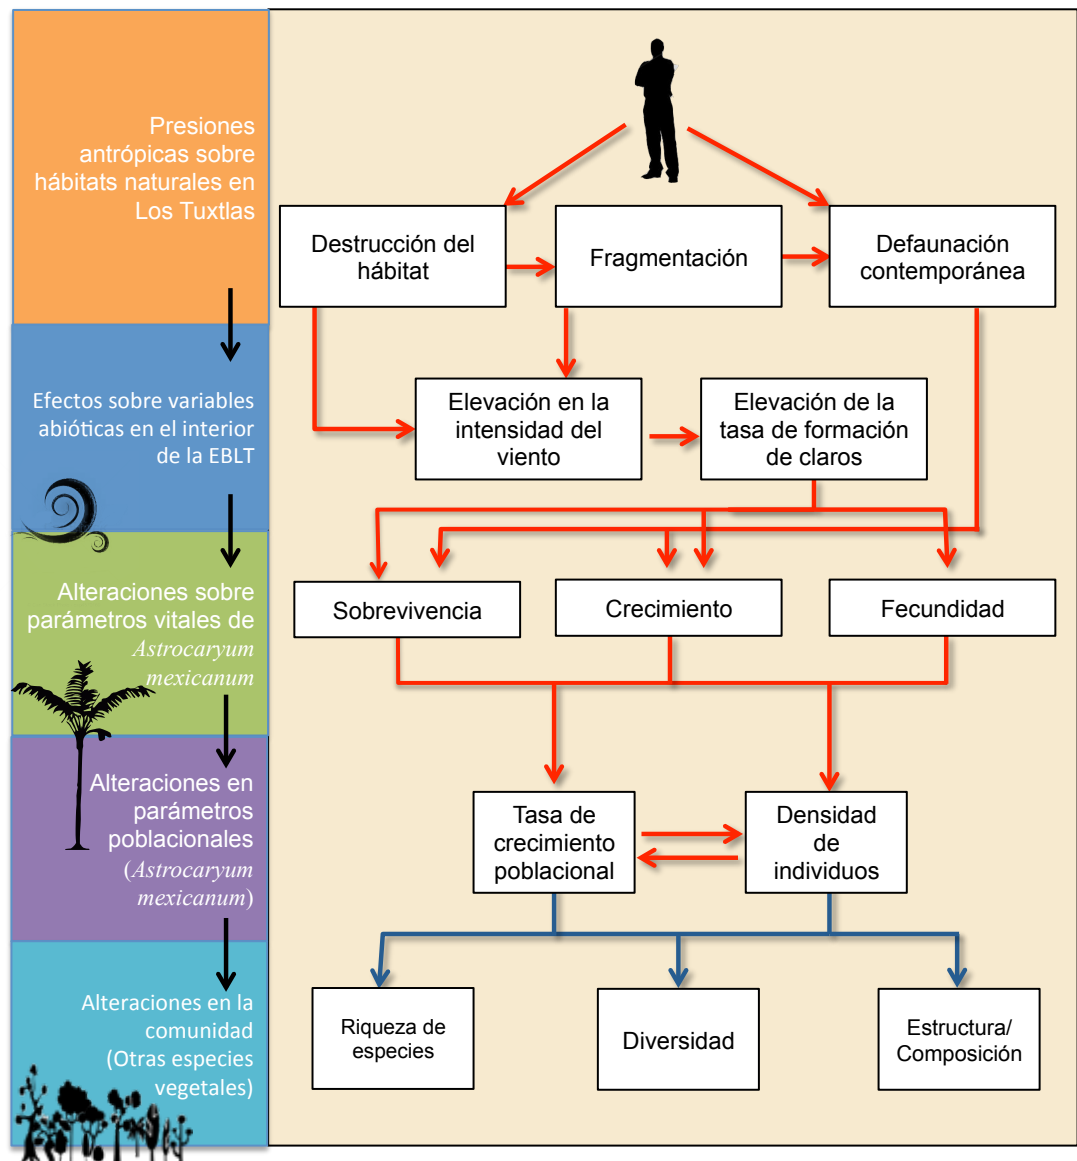 Presiones
antrópicas sobre
hábitats naturales en
Los Tuxtlas
Destrucción del
hábitat
Fragmentación
Defaunación
contemporánea
Efectos sobre variables
abióticas en el interior
de la EBLT
Elevación en la
intensidad del
viento
Elevación de la
tasa de formación
de claros
Alteraciones sobre
parámetros vitales de
Astrocaryum
mexicanum
Sobrevivencia
Crecimiento
Fecundidad
Alteraciones en
parámetros
poblacionales
(Astrocaryum
mexicanum)
Tasa de
crecimiento
poblacional
Densidad
de
individuos
Alteraciones en la
comunidad
(Otras especies
vegetales)
Riqueza de
especies
Diversidad
Estructura/
Composición